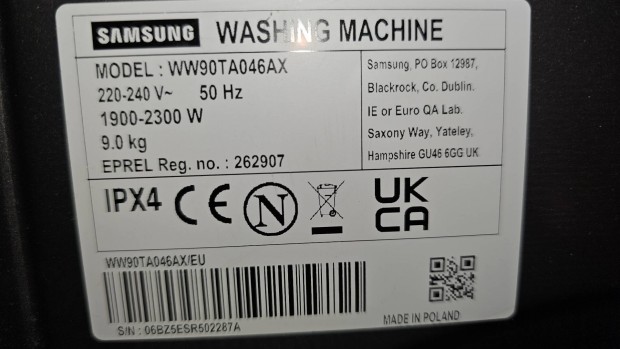 SAMSUNG WASHING MACHINE
MODEL : WW90TA046AX
220-240 V~ 50 Hz
1900-2300 W
9.0 kg
EPREL Reg. no. : 262907
Samsung, PO Box 12987,
Blackrock, Co. Dublin.
IE or Euro QA Lab.
Saxony Way, Yateley,
Hampshire GU46 6GG UK
IPX4 CE N UK
CA
WW90TA046AX/EU
S/N : 06BZ5ESR502287A
MADE IN POLAND